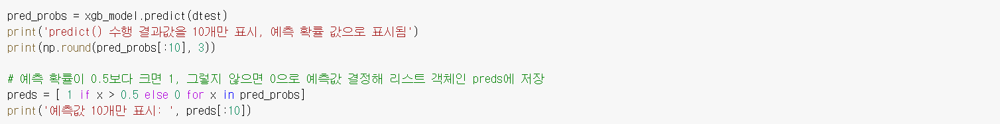 pred_probs = xgb_model.predict(dtest)
print('predict() 수행 결과값을 10개만 표시, 예측 확률 값으로 표시됨')
print(np.round(pred_probs[:10], 3))
# 예측 확률이 0.5보다 크면 1, 그렇지 않으면 0으로 예측값 결정해 리스트 객체인 preds에 저장
preds = [ 1 if x > 0.5 else 0 for x in pred_probs]
print('예측값 10개만 표시: ', preds[:10])